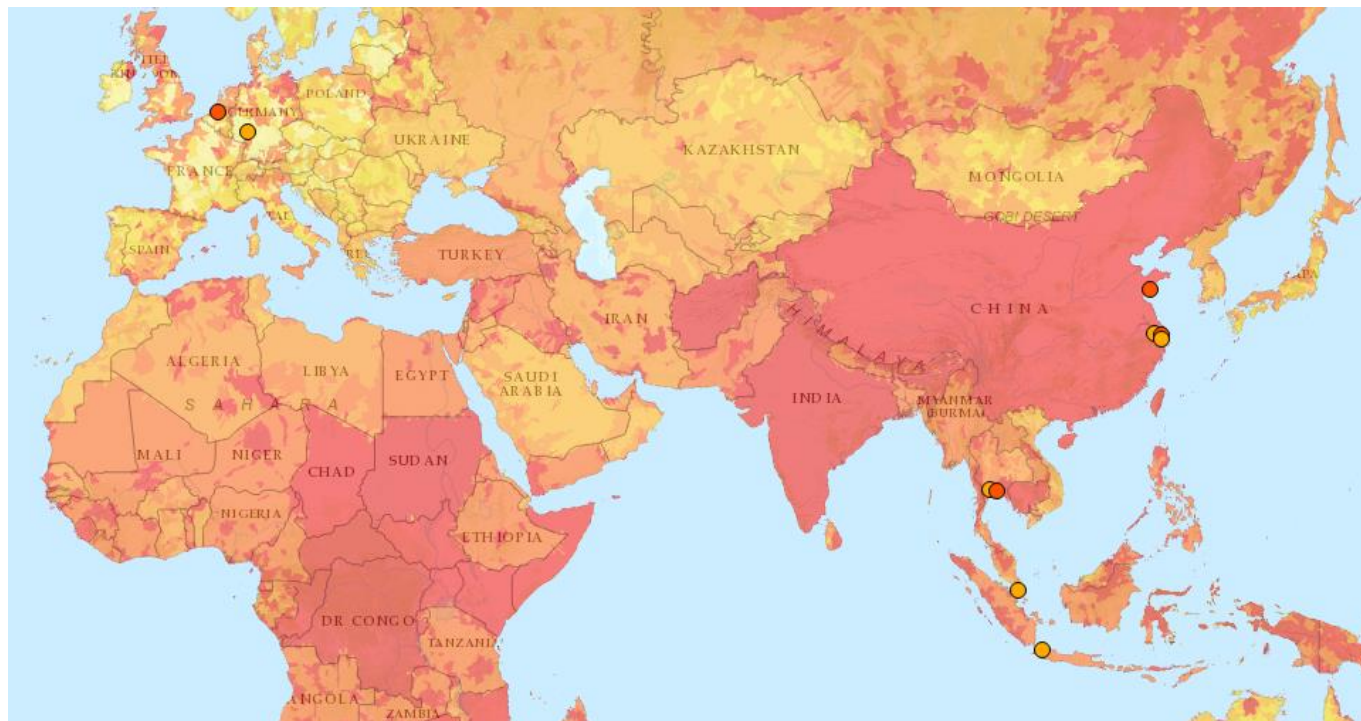 POLAND
GERMANY
UKRAINE
FRANCE
SPAIN
KAZAKHSTAN
MONGOLIA
GOBI DESERT
TURKEY
IRAN
CHINA
HIMALAYA
ALGERIA
LIBYA
EGYPT
SAUDI
ARABIA
SAHARA
INDIA
MYANMAR
(BURMA)
MALI
NIGER
CHAD
SUDAN
NIGERIA
ETHIOPIA
DR CONGO
TANZANIA
ANGOLA
ZAMBIA